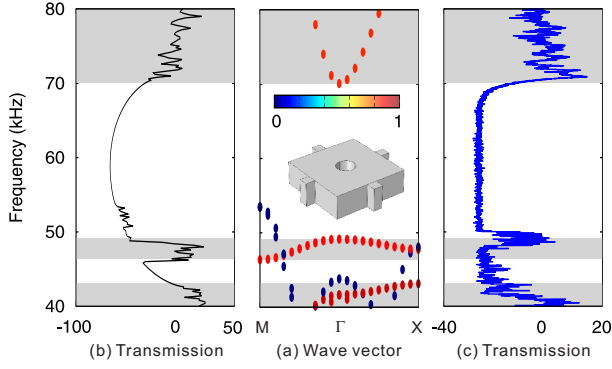 80
70
60
50
40
Frequency (kHz)
-100 0 50
(b) Transmission
0 1
M Γ X
(a) Wave vector
-40 0 20
(c) Transmission